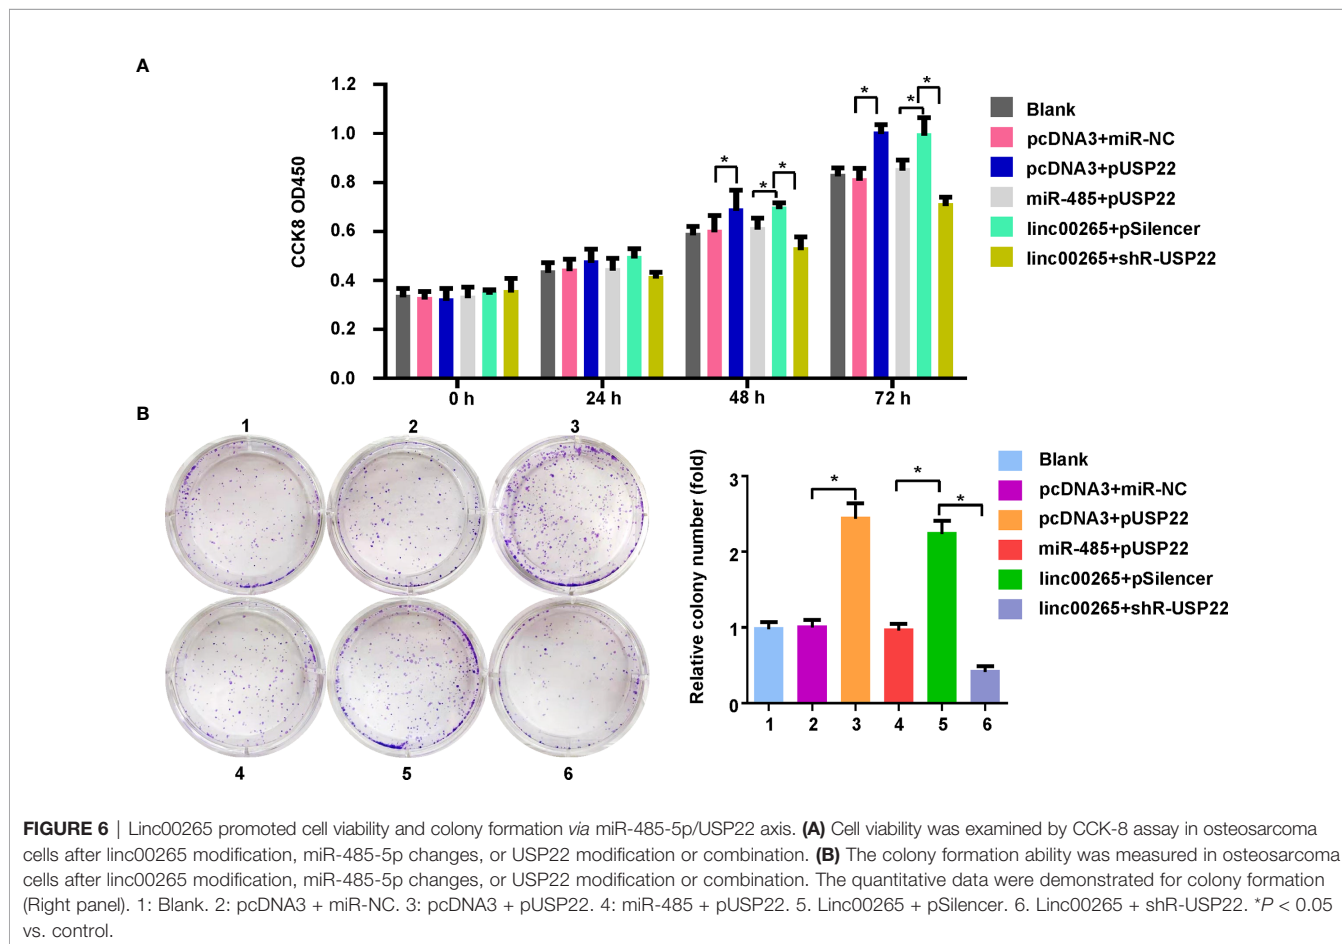 A
1.2
1.0
0.8
0.6
0.4
0.2
0.0
CCK8 OD450
* * * * * *
0 h 24 h 48 h 72 h
Blank
pcDNA3+miR-NC
pcDNA3+pUSP22
miR-485+pUSP22
linc00265+pSilencer
linc00265+shR-USP22
B
1 2 3
4 5 6
Relative colony number (fold)
3
2
1
0
* * *
1 2 3 4 5 6
Blank
pcDNA3+miR-NC
pcDNA3+pUSP22
miR-485+pUSP22
linc00265+pSilencer
linc00265+shR-USP22
FIGURE 6 | Linc00265 promoted cell viability and colony formation via miR-485-5p/USP22 axis. (A) Cell viability was examined by CCK-8 assay in osteosarcoma
cells after linc00265 modification, miR-485-5p changes, or USP22 modification or combination. (B) The colony formation ability was measured in osteosarcoma
cells after linc00265 modification, miR-485-5p changes, or USP22 modification or combination. The quantitative data were demonstrated for colony formation
(Right panel). 1: Blank. 2: pcDNA3 + miR-NC. 3: pcDNA3 + pUSP22. 4: miR-485 + pUSP22. 5. Linc00265 + pSilencer. 6. Linc00265 + shR-USP22. *P < 0.05
vs. control.